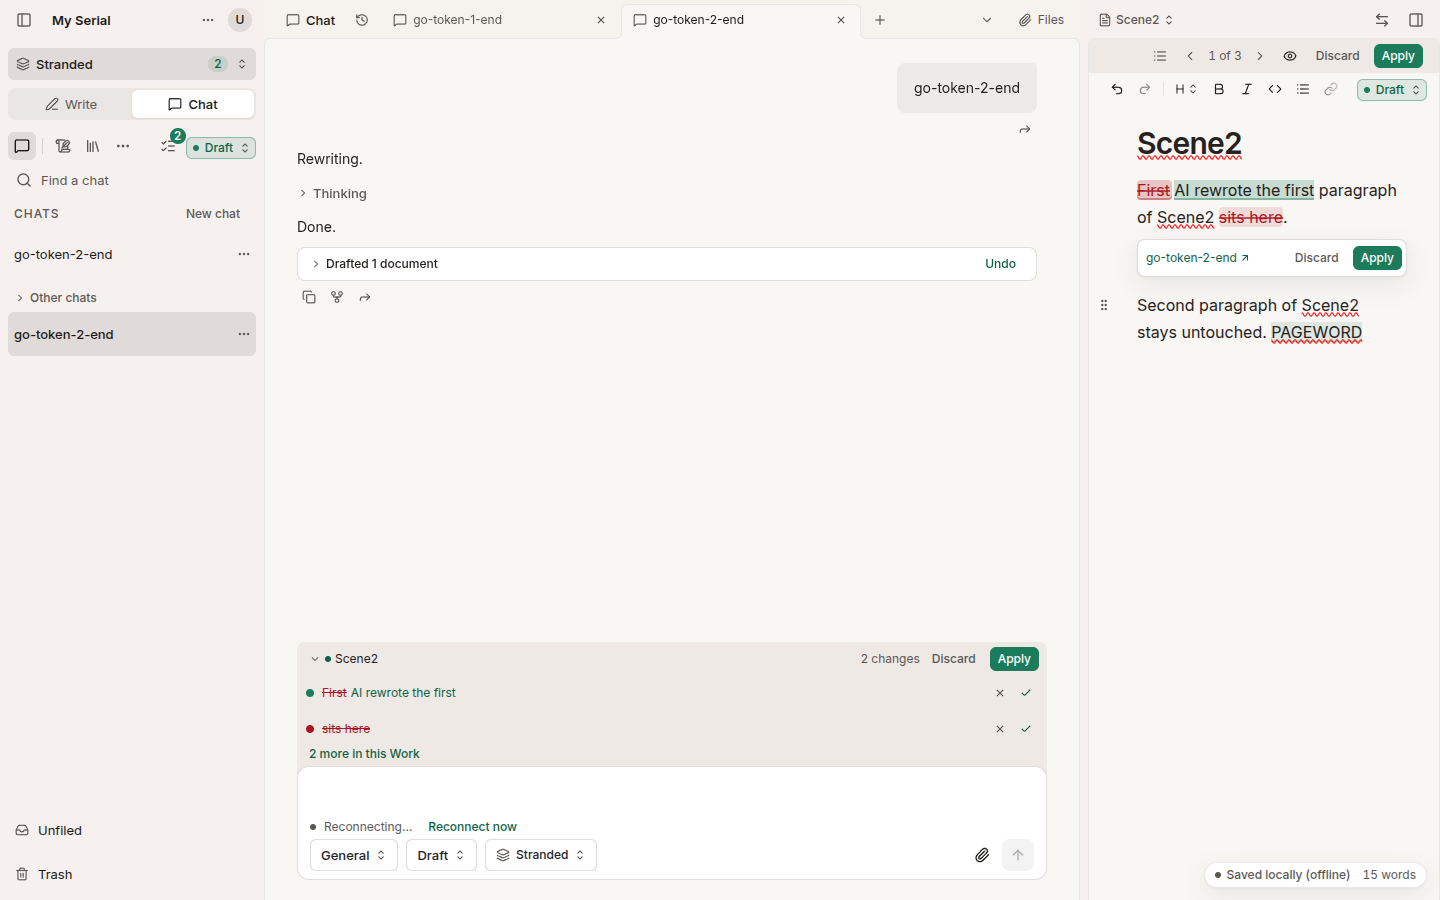 My Serial
U
Stranded
2
Write
Chat
2
Draft
Find a chat
CHATS
New chat
go-token-2-end
Other chats
go-token-2-end
Unfiled
Trash
Chat
go-token-1-end
go-token-2-end
Files
go-token-2-end
Rewriting.
Thinking
Done.
Drafted 1 document
Undo
Scene2
2 changes
Discard
Apply
First AI rewrote the first
sits here
2 more in this Work
Reconnecting...
Reconnect now
General
Draft
Stranded
Scene2
1 of 3
Discard
Apply
H
B
I
Draft
Scene2
First AI rewrote the first paragraph
of Scene2 sits here.
go-token-2-end
Discard
Apply
Second paragraph of Scene2
stays untouched. PAGEWORD
Saved locally (offline)
15 words